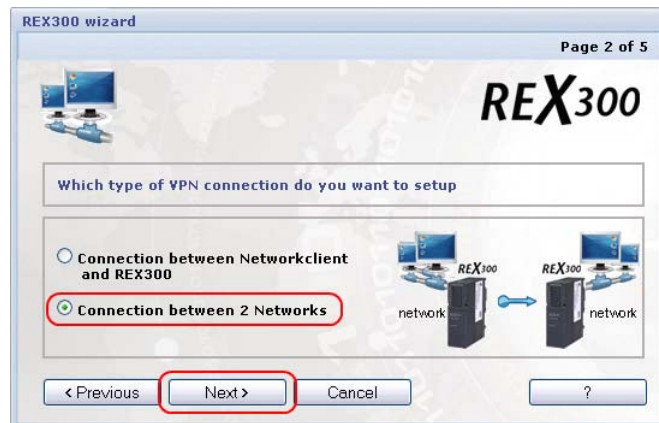 REX300 wizard
Page 2 of 5
REX300
Which type of VPN connection do you want to setup
Connection between Networkclient
and REX300
Connection between 2 Networks
REX300
REX300
network
network
< Previous
Next >
Cancel
?